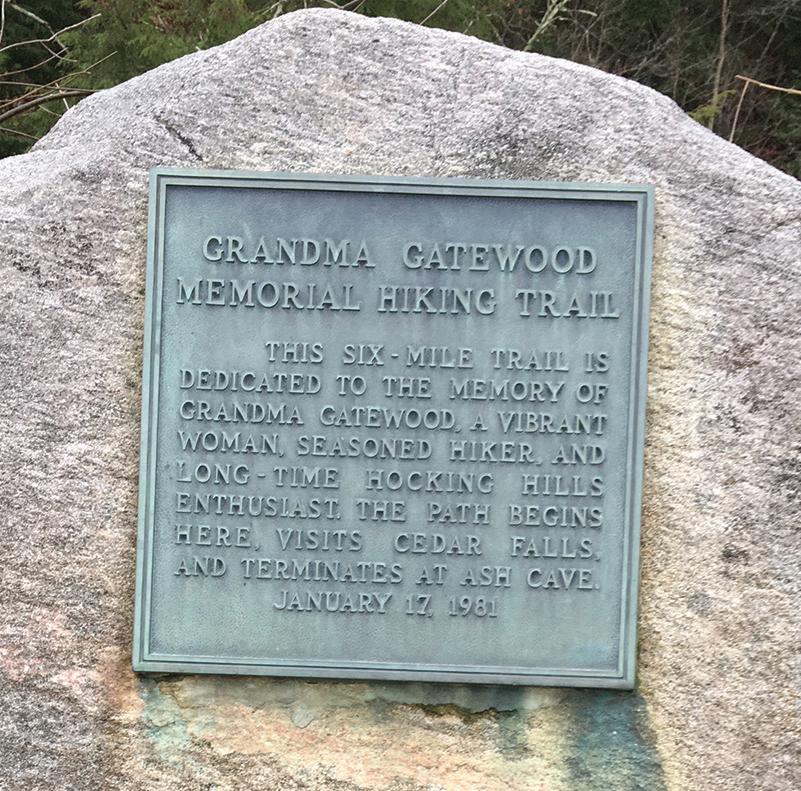 GRANDMA GATEWOOD
MEMORIAL HIKING TRAIL
THIS SIX-MILE TRAIL IS
DEDICATED TO THE MEMORY OF
GRANDMA GATEWOOD, A VIBRANT
WOMAN, SEASONED HIKER, AND
LONG-TIME HOCKING HILLS
ENTHUSIAST. THE PATH BEGINS
HERE, VISITS CEDAR FALLS,
AND TERMINATES AT ASH CAVE.
JANUARY 17, 1981